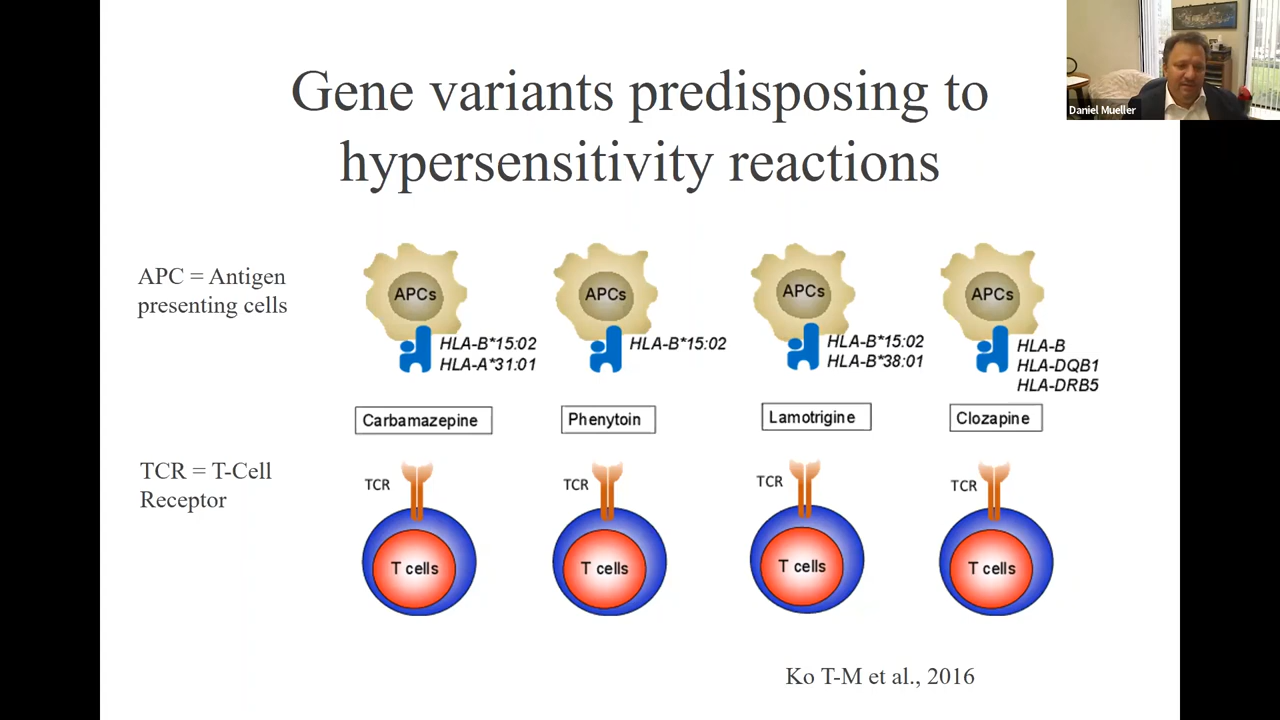 Gene variants predisposing to
hypersensitivity reactions
Daniel Mueller
APC = Antigen
presenting cells
APCs
HLA-B*15:02
HLA-A*31:01
APCs
HLA-B*15:02
APCs
HLA-B*15:02
HLA-B*38:01
APCs
HLA-B
HLA-DQB1
HLA-DRB5
Carbamazepine
Phenytoin
Lamotrigine
Clozapine
TCR = T-Cell
Receptor
TCR
T cells
TCR
T cells
TCR
T cells
TCR
T cells
Ko T-M et al., 2016